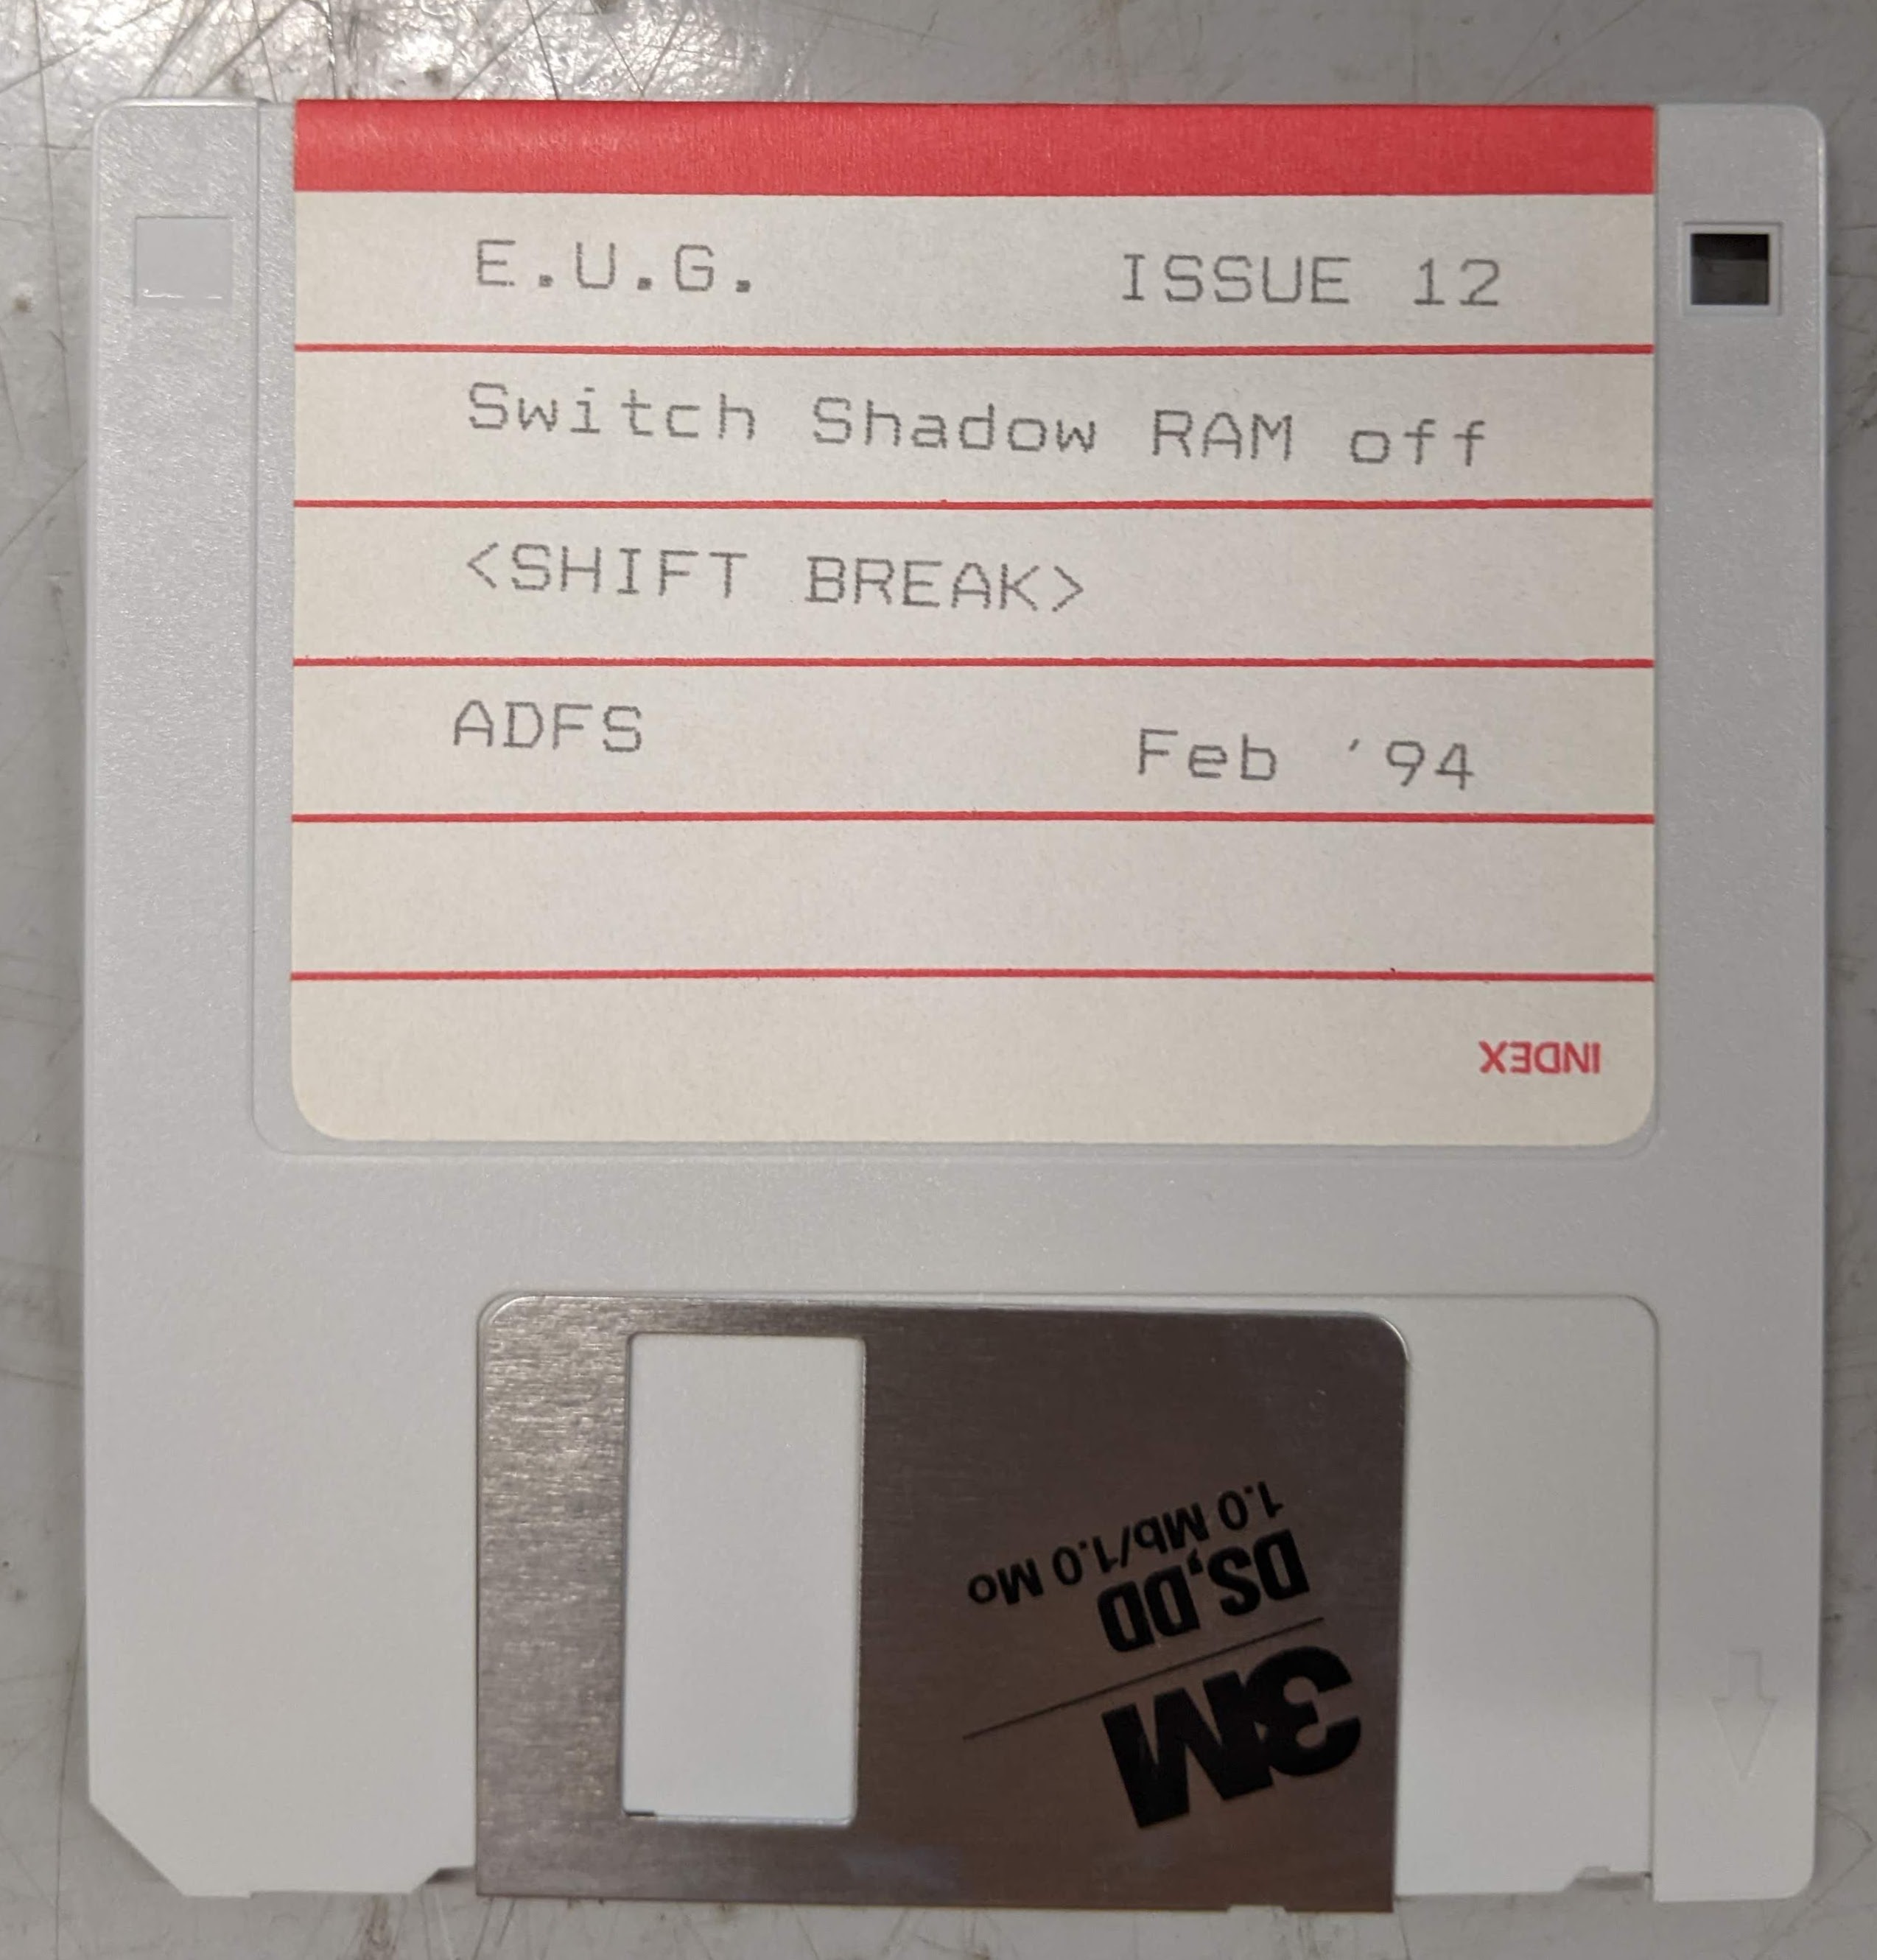 E.U.G. ISSUE 12
Switch Shadow RAM off
<SHIFT BREAK>
ADFS Feb '94
INDEX
3M
DS,DD
1.0 Mb/1.0 Mo